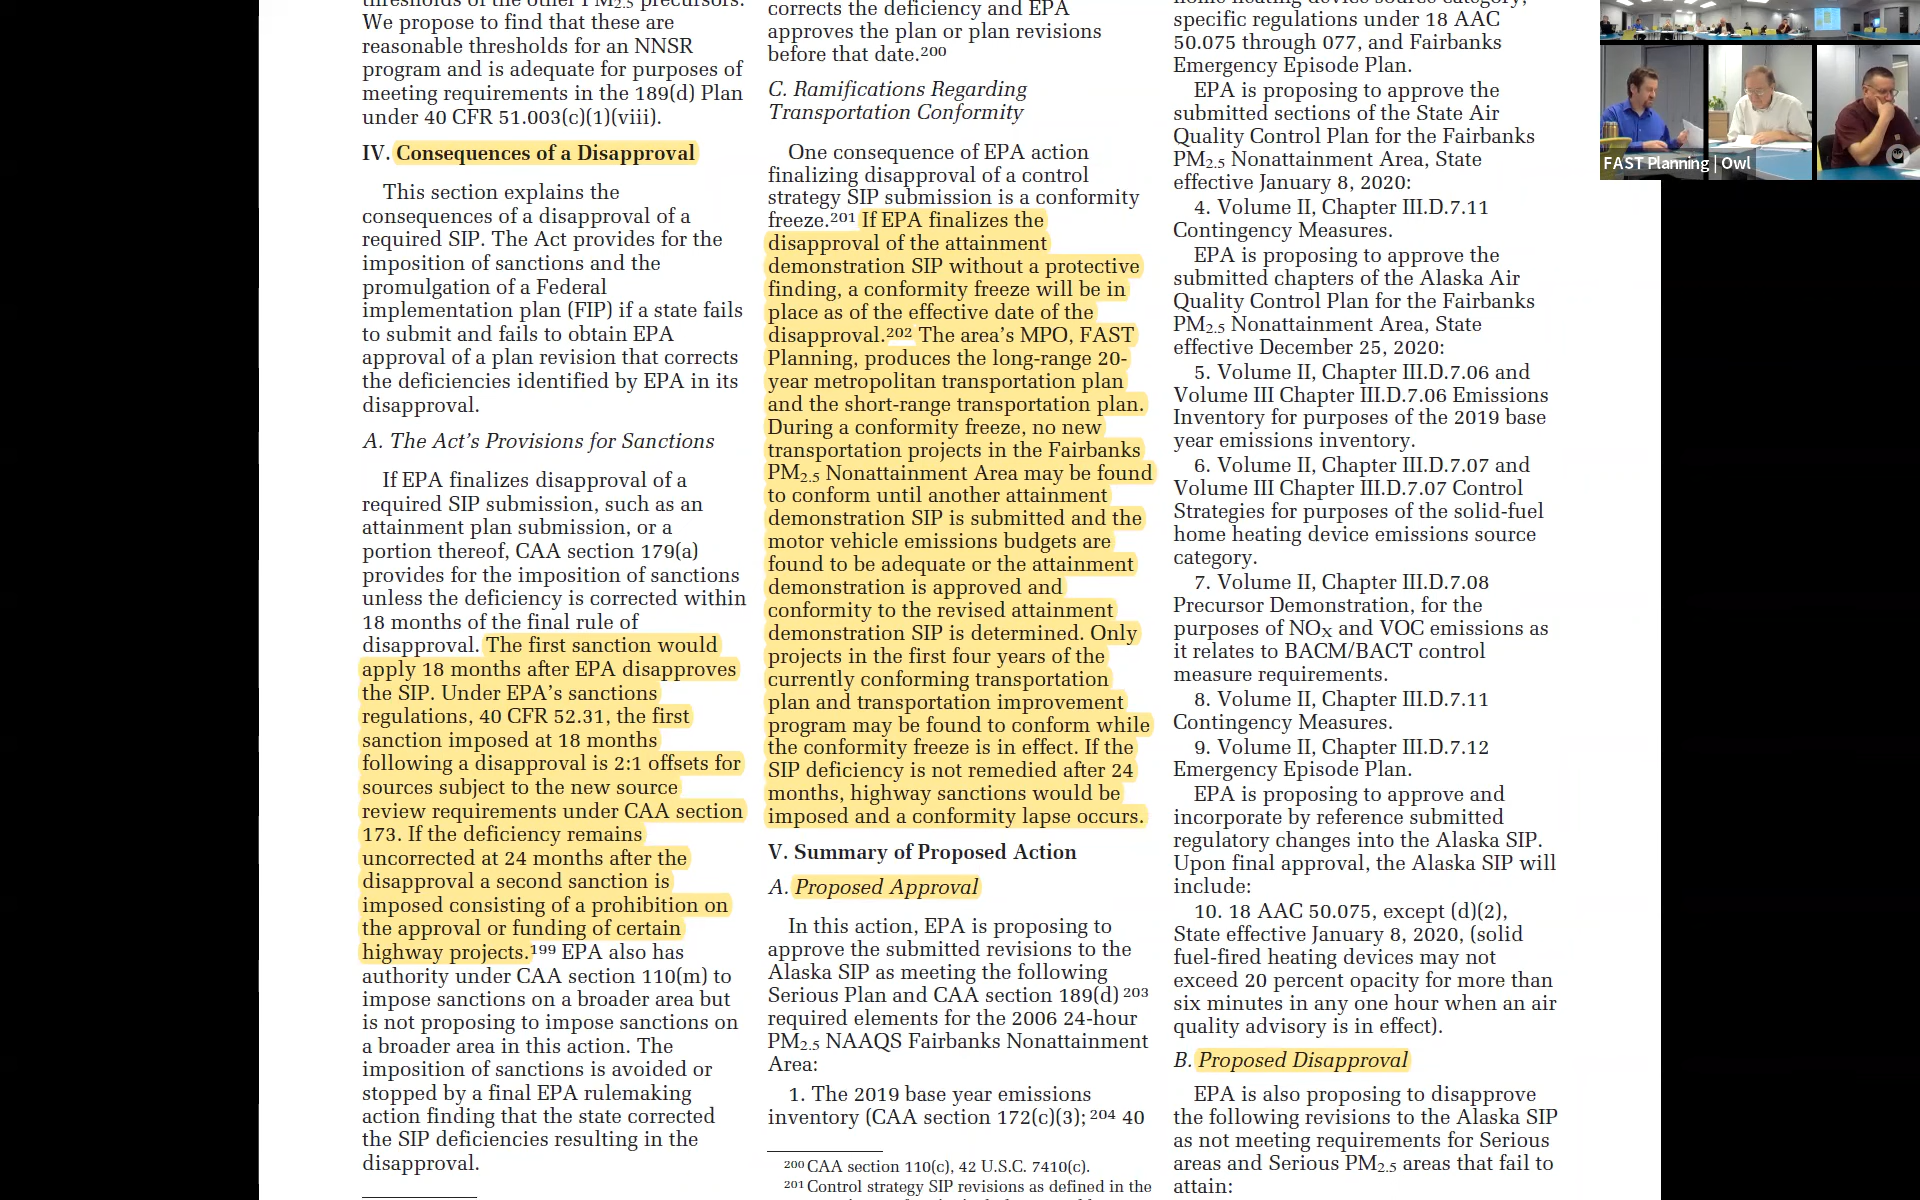 thresholds of the other PM2.5 precursors.
We propose to find that these are
reasonable thresholds for an NNSR
program and is adequate for purposes of
meeting requirements in the 189(d) Plan
under 40 CFR 51.003(c)(1)(viii).
IV. Consequences of a Disapproval
This section explains the
consequences of a disapproval of a
required SIP. The Act provides for the
imposition of sanctions and the
promulgation of a Federal
implementation plan (FIP) if a state fails
to submit and fails to obtain EPA
approval of a plan revision that corrects
the deficiencies identified by EPA in its
disapproval.
A. The Act's Provisions for Sanctions
If EPA finalizes disapproval of a
required SIP submission, such as an
attainment plan submission, or a
portion thereof, CAA section 179(a)
provides for the imposition of sanctions
unless the deficiency is corrected within
18 months of the final rule of
disapproval. The first sanction would
apply 18 months after EPA disapproves
the SIP. Under EPA's sanctions
regulations, 40 CFR 52.31, the first
sanction imposed at 18 months
following a disapproval is 2:1 offsets for
sources subject to the new source
review requirements under CAA section
173. If the deficiency remains
uncorrected at 24 months after the
disapproval a second sanction is
imposed consisting of a prohibition on
the approval or funding of certain
highway projects.199 EPA also has
authority under CAA section 110(m) to
impose sanctions on a broader area but
is not proposing to impose sanctions on
a broader area in this action. The
imposition of sanctions is avoided or
stopped by a final EPA rulemaking
action finding that the state corrected
the SIP deficiencies resulting in the
disapproval.
corrects the deficiency and EPA
approves the plan or plan revisions
before that date.200
C. Ramifications Regarding
Transportation Conformity
One consequence of EPA action
finalizing disapproval of a control
strategy SIP submission is a conformity
freeze.201 If EPA finalizes the
disapproval of the attainment
demonstration SIP without a protective
finding, a conformity freeze will be in
place as of the effective date of the
disapproval.202 The area's MPO, FAST
Planning, produces the long-range 20-
year metropolitan transportation plan
and the short-range transportation plan.
During a conformity freeze, no new
transportation projects in the Fairbanks
PM2.5 Nonattainment Area may be found
to conform until another attainment
demonstration SIP is submitted and the
motor vehicle emissions budgets are
found to be adequate or the attainment
demonstration is approved and
conformity to the revised attainment
demonstration SIP is determined. Only
projects in the first four years of the
currently conforming transportation
plan and transportation improvement
program may be found to conform while
the conformity freeze is in effect. If the
SIP deficiency is not remedied after 24
months, highway sanctions would be
imposed and a conformity lapse occurs.
V. Summary of Proposed Action
A. Proposed Approval
In this action, EPA is proposing to
approve the submitted revisions to the
Alaska SIP as meeting the following
Serious Plan and CAA section 189(d) 203
required elements for the 2006 24-hour
PM2.5 NAAQS Fairbanks Nonattainment
Area:
1. The 2019 base year emissions
inventory (CAA section 172(c)(3); 204 40
200 CAA section 110(c), 42 U.S.C. 7410(c).
201 Control strategy SIP revisions as defined in the
home heating device source category,
specific regulations under 18 AAC
50.075 through 077, and Fairbanks
Emergency Episode Plan.
EPA is proposing to approve the
submitted sections of the State Air
Quality Control Plan for the Fairbanks
PM2.5 Nonattainment Area, State
effective January 8, 2020:
4. Volume II, Chapter III.D.7.11
Contingency Measures.
EPA is proposing to approve the
submitted chapters of the Alaska Air
Quality Control Plan for the Fairbanks
PM2.5 Nonattainment Area, State
effective December 25, 2020:
5. Volume II, Chapter III.D.7.06 and
Volume III Chapter III.D.7.06 Emissions
Inventory for purposes of the 2019 base
year emissions inventory.
6. Volume II, Chapter III.D.7.07 and
Volume III Chapter III.D.7.07 Control
Strategies for purposes of the solid-fuel
home heating device emissions source
category.
7. Volume II, Chapter III.D.7.08
Precursor Demonstration, for the
purposes of NOX and VOC emissions as
it relates to BACM/BACT control
measure requirements.
8. Volume II, Chapter III.D.7.11
Contingency Measures.
9. Volume II, Chapter III.D.7.12
Emergency Episode Plan.
EPA is proposing to approve and
incorporate by reference submitted
regulatory changes into the Alaska SIP.
Upon final approval, the Alaska SIP will
include:
10. 18 AAC 50.075, except (d)(2),
State effective January 8, 2020, (solid
fuel-fired heating devices may not
exceed 20 percent opacity for more than
six minutes in any one hour when an air
quality advisory is in effect).
B. Proposed Disapproval
EPA is also proposing to disapprove
the following revisions to the Alaska SIP
as not meeting requirements for Serious
areas and Serious PM2.5 areas that fail to
attain:
FAST Planning | Owl